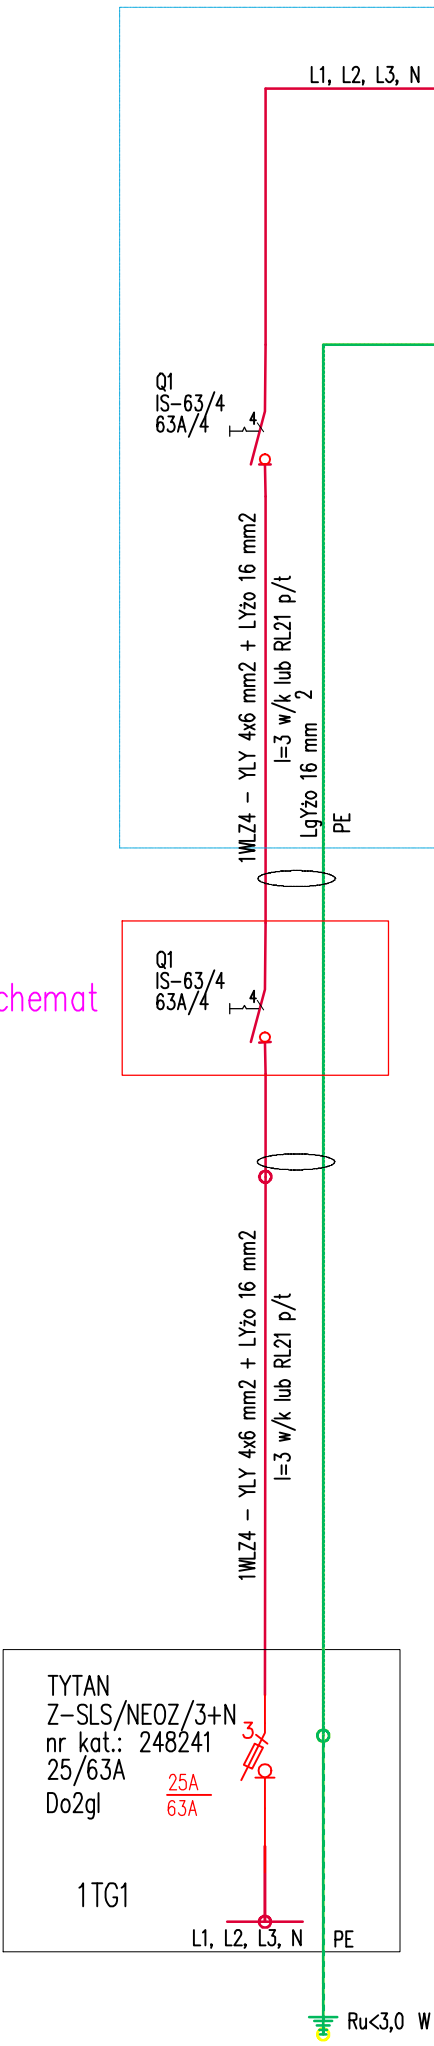 L1, L2, L3, N
Q1
IS-63/4
63A/4
4
1WLZ4 - YLY 4x6 mm2 + LYżo 16 mm2
l=3 w/k lub RL21 p/t
LgYżo 16 mm 2
PE
Q1
IS-63/4
63A/4
4
chemat
1WLZ4 - YLY 4x6 mm2 + LYżo 16 mm2
l=3 w/k lub RL21 p/t
TYTAN
Z-SLS/NEOZ/3+N
nr kat.: 248241
25/63A
Do2gl
3
25A
63A
1TG1
L1, L2, L3, N
PE
Ru<3,0 W